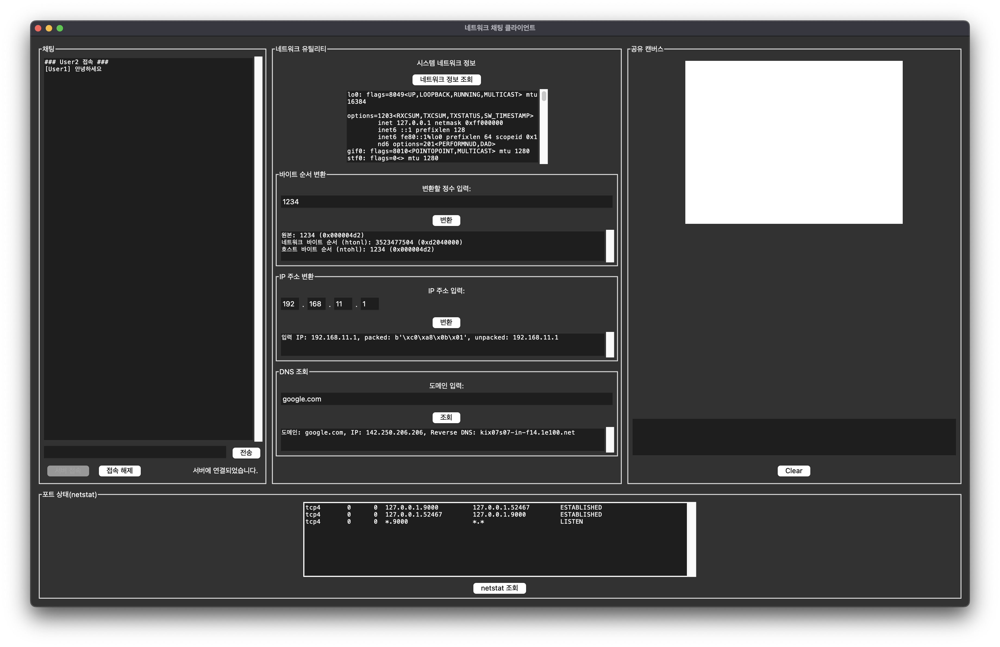 네트워크 채팅 클라이언트
채팅
### User2 접속 ###
[User1] 안녕하세요
전송
서버 접속
접속 해제
서버에 연결되었습니다.
네트워크 유틸리티
시스템 네트워크 정보
네트워크 정보 조회
lo0: flags=8049<UP,LOOPBACK,RUNNING,MULTICAST> mtu
16384
options=1203<RXCSUM,TXCSUM,TXSTATUS,SW_TIMESTAMP>
inet 127.0.0.1 netmask 0xff000000
inet6 ::1 prefixlen 128
inet6 fe80::1%lo0 prefixlen 64 scopeid 0x1
nd6 options=201<PERFORMNUD,DAD>
gif0: flags=8010<POINTOPOINT,MULTICAST> mtu 1280
stf0: flags=0<> mtu 1280
바이트 순서 변환
변환할 정수 입력:
1234
변환
원본: 1234 (0x000004d2)
네트워크 바이트 순서 (htonl): 3523477504 (0xd2040000)
호스트 바이트 순서 (ntohl): 1234 (0x000004d2)
IP 주소 변환
IP 주소 입력:
192 . 168 . 11 . 1
변환
입력 IP: 192.168.11.1, packed: b'\xc0\xa8\x0b\x01', unpacked: 192.168.11.1
DNS 조회
도메인 입력:
google.com
조회
도메인: google.com, IP: 142.250.206.206, Reverse DNS: kix07s07-in-f14.1e100.net
공유 캔버스
Clear
포트 상태(netstat)
tcp4 0 0 127.0.0.1.9000 127.0.0.1.52467 ESTABLISHED
tcp4 0 0 127.0.0.1.52467 127.0.0.1.9000 ESTABLISHED
tcp4 0 0 *.9000 *.* LISTEN
netstat 조회